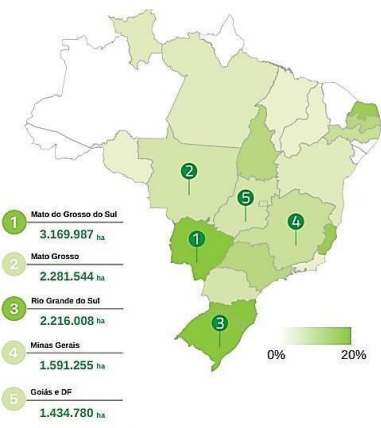 1 Mato do Grosso do Sul
3.169.987 ha
2 Mato Grosso
2.281.544 ha
3 Rio Grande do Sul
2.216.008 ha
4 Minas Gerais
1.591.255 ha
5 Goiás e DF
1.434.780 ha
2
5
4
1
3
0% 20%